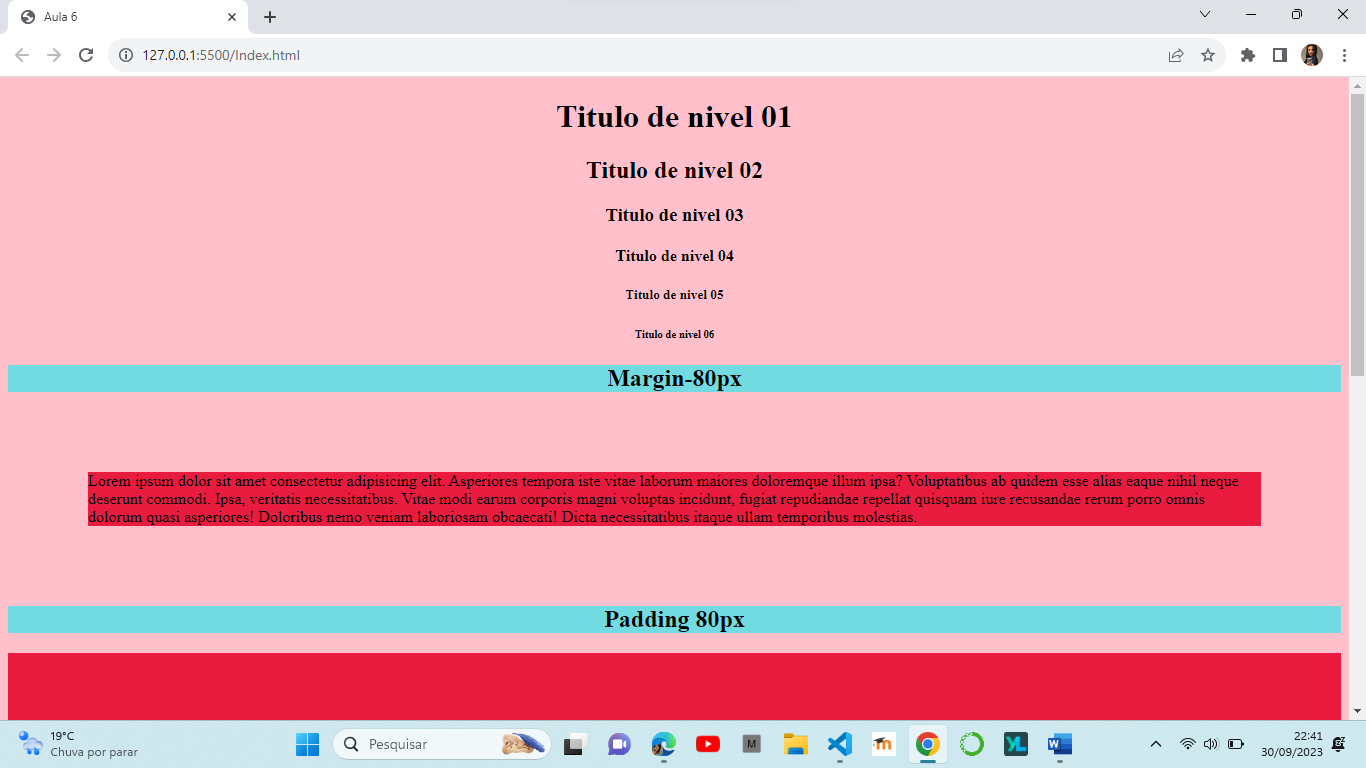 Aula 6
127.0.0.1:5500/Index.html
Titulo de nivel 01
Titulo de nivel 02
Titulo de nivel 03
Titulo de nivel 04
Titulo de nivel 05
Titulo de nivel 06
Margin-80px
Lorem ipsum dolor sit amet consectetur adipisicing elit. Asperiores tempora iste vitae laborum maiores doloremque illum ipsa? Voluptatibus ab quidem esse alias eaque nihil neque
deserunt commodi. Ipsa, veritatis necessitatibus. Vitae modi earum corporis magni voluptas incidunt, fugiat repudiandae repellat quisquam iure recusandae rerum porro omnis
dolorum quasi asperiores! Doloribus nemo veniam laboriosam obcaecati! Dicta necessitatibus itaque ullam temporibus molestias.
Padding 80px
19°C
Chuva por parar
Pesquisar
M
m
YL
W
22:41
30/09/2023